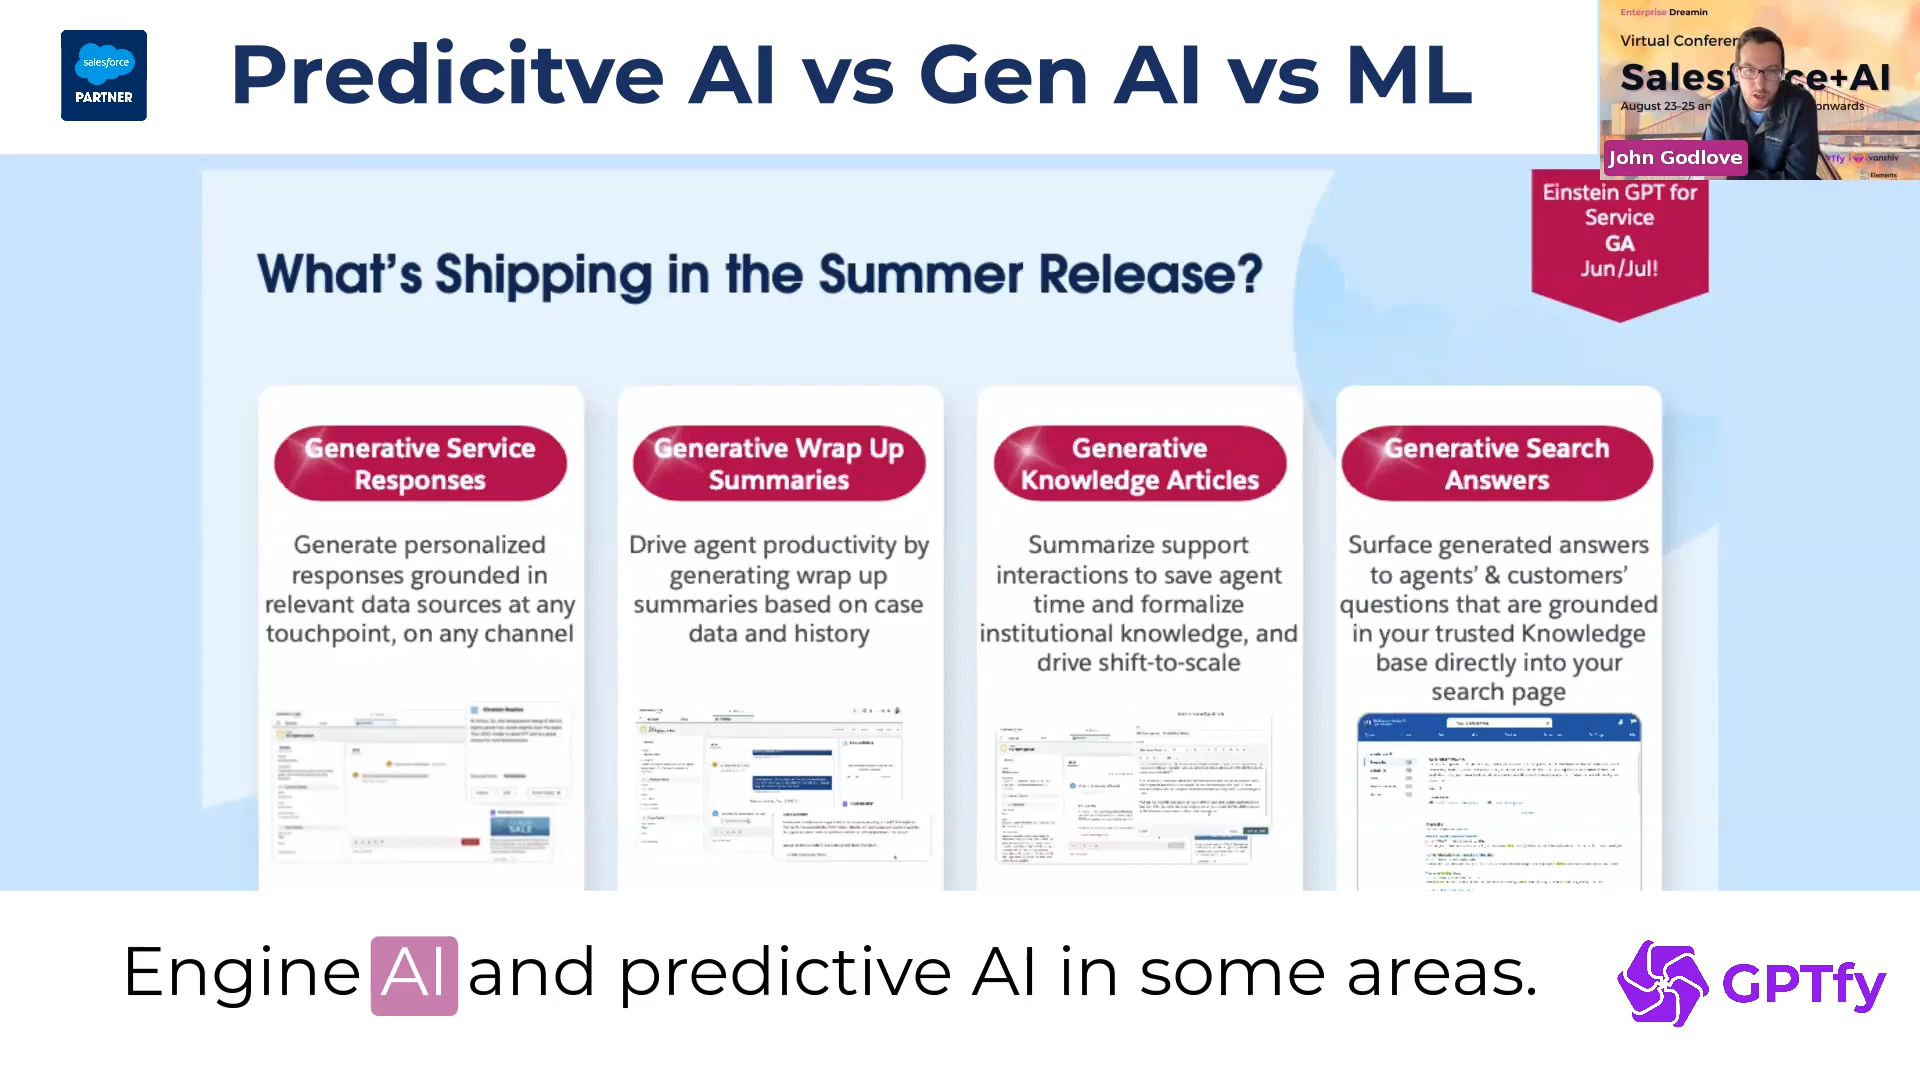 salesforce
PARTNER
Predicitve AI vs Gen AI vs ML
Enterprise Dreamin
Virtual
Sales ce+AI
August 23-25 onwards
John Godlove
vanshiv
Elements
Einstein GPT for
Service
GA
Jun/Jul!
What's Shipping in the Summer Release?
Generative Service
Responses
Generate personalized
responses grounded in
relevant data sources at any
touchpoint, on any channel
SALE
Generative Wrap Up
Summaries
Drive agent productivity by
generating wrap up
summaries based on case
data and history
Generative
Knowledge Articles
Summarize support
interactions to save agent
time and formalize
institutional knowledge, and
drive shift-to-scale
Generative Search
Answers
Surface generated answers
to agents' & customers'
questions that are grounded
in your trusted Knowledge
base directly into your
search page
Engine AI and predictive AI in some areas.
GPTfy